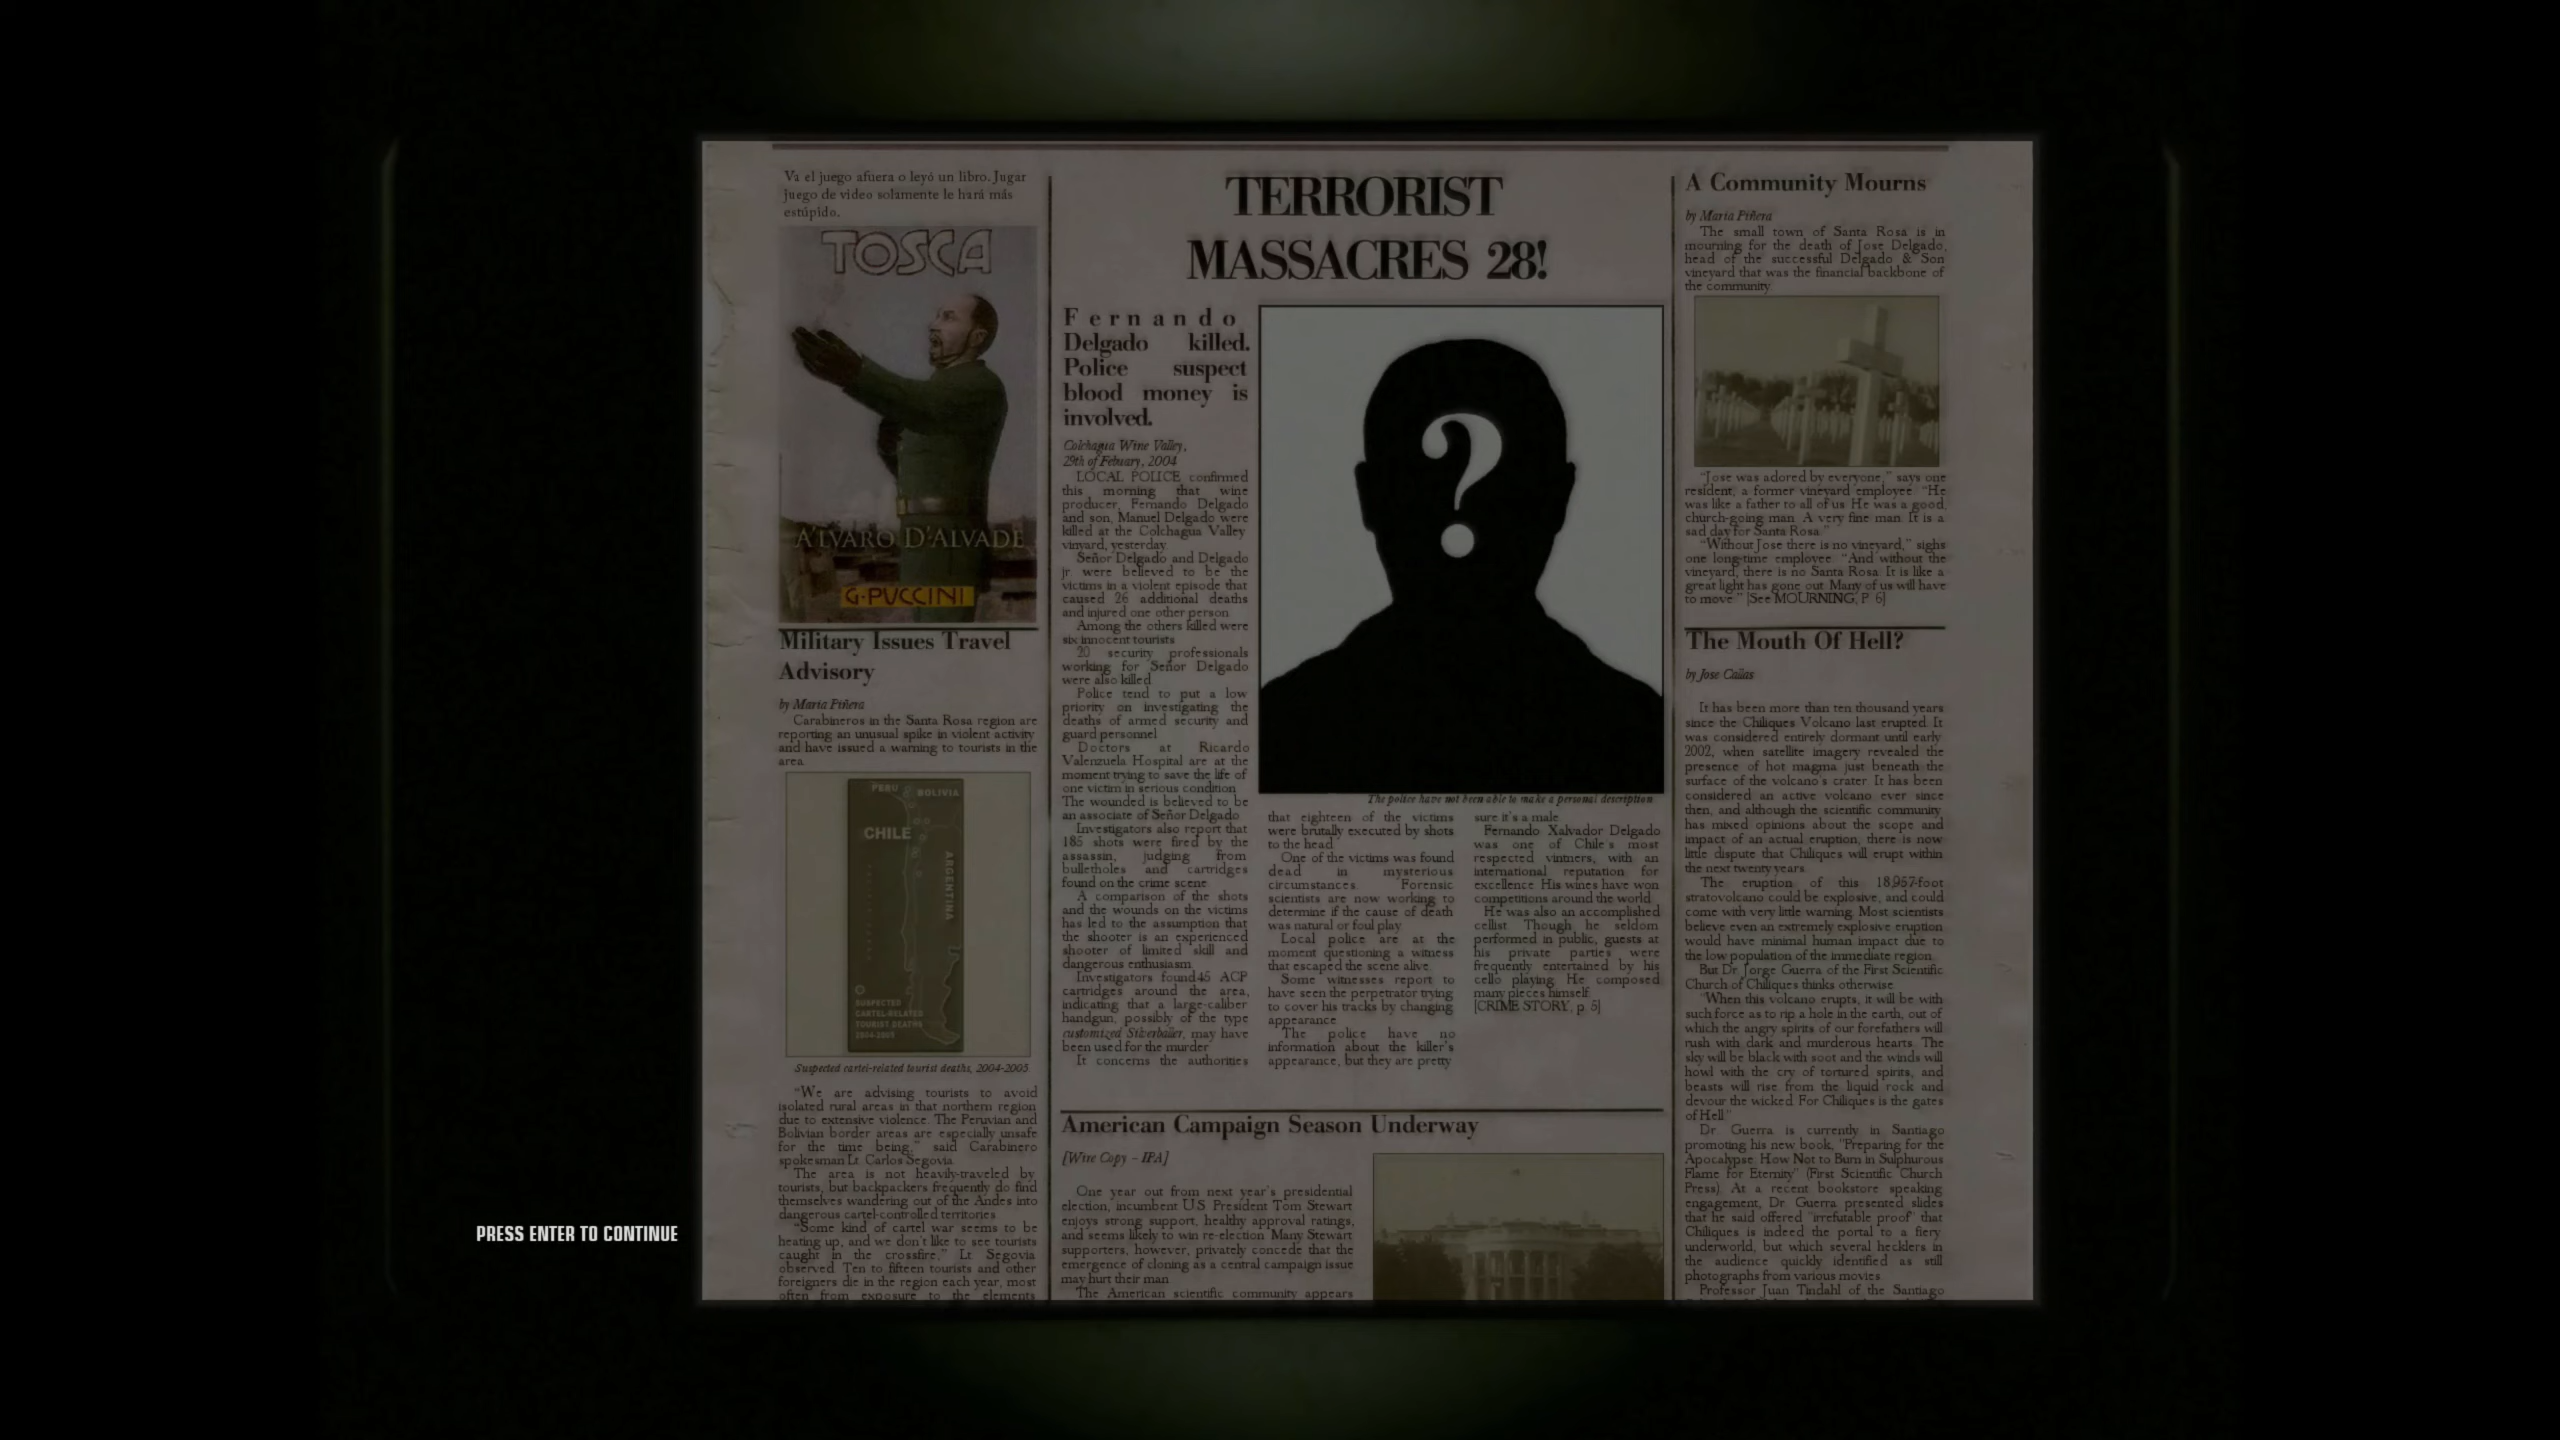 Va el juego afuera o leyó un libro. Jugar
juego de video solamente le hará más
estúpido.
TOSCA
ALVARO D'ALVADE
G·PUCCINI
Military Issues Travel
Advisory
by Maria Piñera
Carabineros in the Santa Rosa region are
reporting an unusual spike in violent activity
and have issued a warning to tourists in the
area.
PERU
BOLIVIA
CHILE
ARGENTINA
SUSPECTED
CARTEL-RELATED
TOURIST DEATHS
2004-2005
Suspected cartel-related tourist deaths, 2004-2005
"We are advising tourists to avoid
isolated rural areas in that northern region
due to extensive violence. The Peruvian and
Bolivian border areas are especially unsafe
for the time being," said Carabinero
spokesman Lt. Carlos Segovia.
The area is not heavily-traveled by
tourists, but backpackers frequently do find
themselves wandering out of the Andes into
dangerous cartel-controlled territories.
"Some kind of cartel war seems to be
heating up, and we don't like to see tourists
caught in the crossfire," Lt. Segovia
observed. Ten to fifteen tourists and other
foreigners die in the region each year, most
often from exposure to the elements
TERRORIST
MASSACRES 28!
Fernando
Delgado killed.
Police suspect
blood money is
involved.
Colchagua Wine Valley,
29th of Febuary, 2004
LOCAL POLICE confirmed
this morning that wine
producer, Fernando Delgado
and son, Manuel Delgado were
killed at the Colchagua Valley
vinyard, yesterday.
Señor Delgado and Delgado
jr. were believed to be the
victims in a violent episode that
caused 26 additional deaths
and injured one other person.
Among the others killed were
six innocent tourists.
20 security professionals
working for Señor Delgado
were also killed.
Police tend to put a low
priority on investigating the
deaths of armed security and
guard personnel.
Doctors at Ricardo
Valenzuela Hospital are at the
moment trying to save the life of
one victim in serious condition.
The wounded is believed to be
an associate of Señor Delgado.
Investigators also report that
185 shots were fired by the
assassin, judging from
bulletholes and cartridges
found on the crime scene.
A comparison of the shots
and the wounds on the victims
has led to the assumption that
the shooter is an experienced
shooter of limited skill and
dangerous enthusiasm.
Investigators found.45 ACP
cartridges around the area,
indicating that a large-caliber
handgun, possibly of the type
customized Silverballer, may have
been used for the murder.
It concerns the authorities
?
The police have not been able to make a personal description
that eighteen of the victims
were brutally executed by shots
to the head.
One of the victims was found
dead in mysterious
circumstances. Forensic
scientists are now working to
determine if the cause of death
was natural or foul play.
Local police are at the
moment questioning a witness
that escaped the scene alive.
Some witnesses report to
have seen the perpetrator trying
to cover his tracks by changing
appearance.
The police have no
information about the killer's
appearance, but they are pretty
sure it's a male.
Fernando Xalvador Delgado
was one of Chile's most
respected vintners, with an
international reputation for
excellence. His wines have won
competitions around the world.
He was also an accomplished
cellist. Though he seldom
performed in public, guests at
his private parties were
frequently entertained by his
cello playing. He composed
many pieces himself.
[CRIME STORY, p. 5]
American Campaign Season Underway
[Wire Copy – IPA]
One year out from next year's presidential
election, incumbent U.S. President Tom Stewart
enjoys strong support, healthy approval ratings,
and seems likely to win re-election. Many Stewart
supporters, however, privately concede that the
emergence of cloning as a central campaign issue
may hurt their man.
The American scientific community appears
A Community Mourns
by Maria Piñera
The small town of Santa Rosa is in
mourning for the death of Jose Delgado,
head of the successful Delgado & Son
vineyard that was the financial backbone of
the community.
"Jose was adored by everyone," says one
resident, a former vineyard employee. "He
was like a father to all of us. He was a good,
church-going man. A very fine man. It is a
sad day for Santa Rosa."
"Without Jose there is no vineyard," sighs
one long-time employee. "And without the
vineyard, there is no Santa Rosa. It is like a
great light has gone out. Many of us will have
to move." [See MOURNING, P. 6]
The Mouth Of Hell?
by Jose Callas
It has been more than ten thousand years
since the Chiliques Volcano last erupted. It
was considered entirely dormant until early
2002, when satellite imagery revealed the
presence of hot magma just beneath the
surface of the volcano's crater. It has been
considered an active volcano ever since
then, and although the scientific community
has mixed opinions about the scope and
impact of an actual eruption, there is now
little dispute that Chiliques will erupt within
the next twenty years.
The eruption of this 18,957-foot
stratovolcano could be explosive, and could
come with very little warning. Most scientists
believe even an extremely explosive eruption
would have minimal human impact due to
the low population of the immediate region.
But Dr. Jorge Guerra of the First Scientific
Church of Chiliques thinks otherwise.
"When this volcano erupts, it will be with
such force as to rip a hole in the earth, out of
which the angry spirits of our forefathers will
rush with dark and murderous hearts. The
sky will be black with soot and the winds will
howl with the cry of tortured spirits, and
beasts will rise from the liquid rock and
devour the wicked. For Chiliques is the gates
of Hell."
Dr. Guerra is currently in Santiago
promoting his new book, "Preparing for the
Apocalypse: How Not to Burn in Sulphurous
Flame for Eternity" (First Scientific Church
Press). At a recent bookstore speaking
engagement, Dr. Guerra presented slides
that he said offered "irrefutable proof" that
Chiliques is indeed the portal to a fiery
underworld, but which several hecklers in
the audience quickly identified as still
photographs from various movies.
Professor Juan Tindahl of the Santiago
PRESS ENTER TO CONTINUE